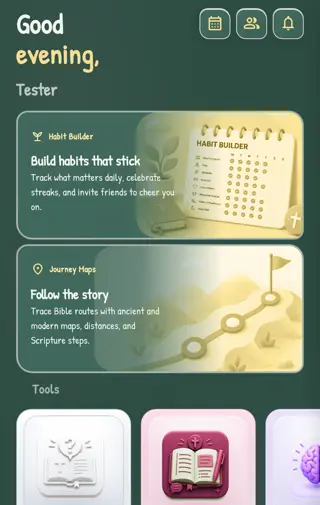 Good
evening,
Tester
Habit Builder
Build habits that stick
Track what matters daily, celebrate
streaks, and invite friends to cheer you
on.
HABIT BUILDER
Journey Maps
Follow the story
Trace Bible routes with ancient and
modern maps, distances, and
Scripture steps.
Tools